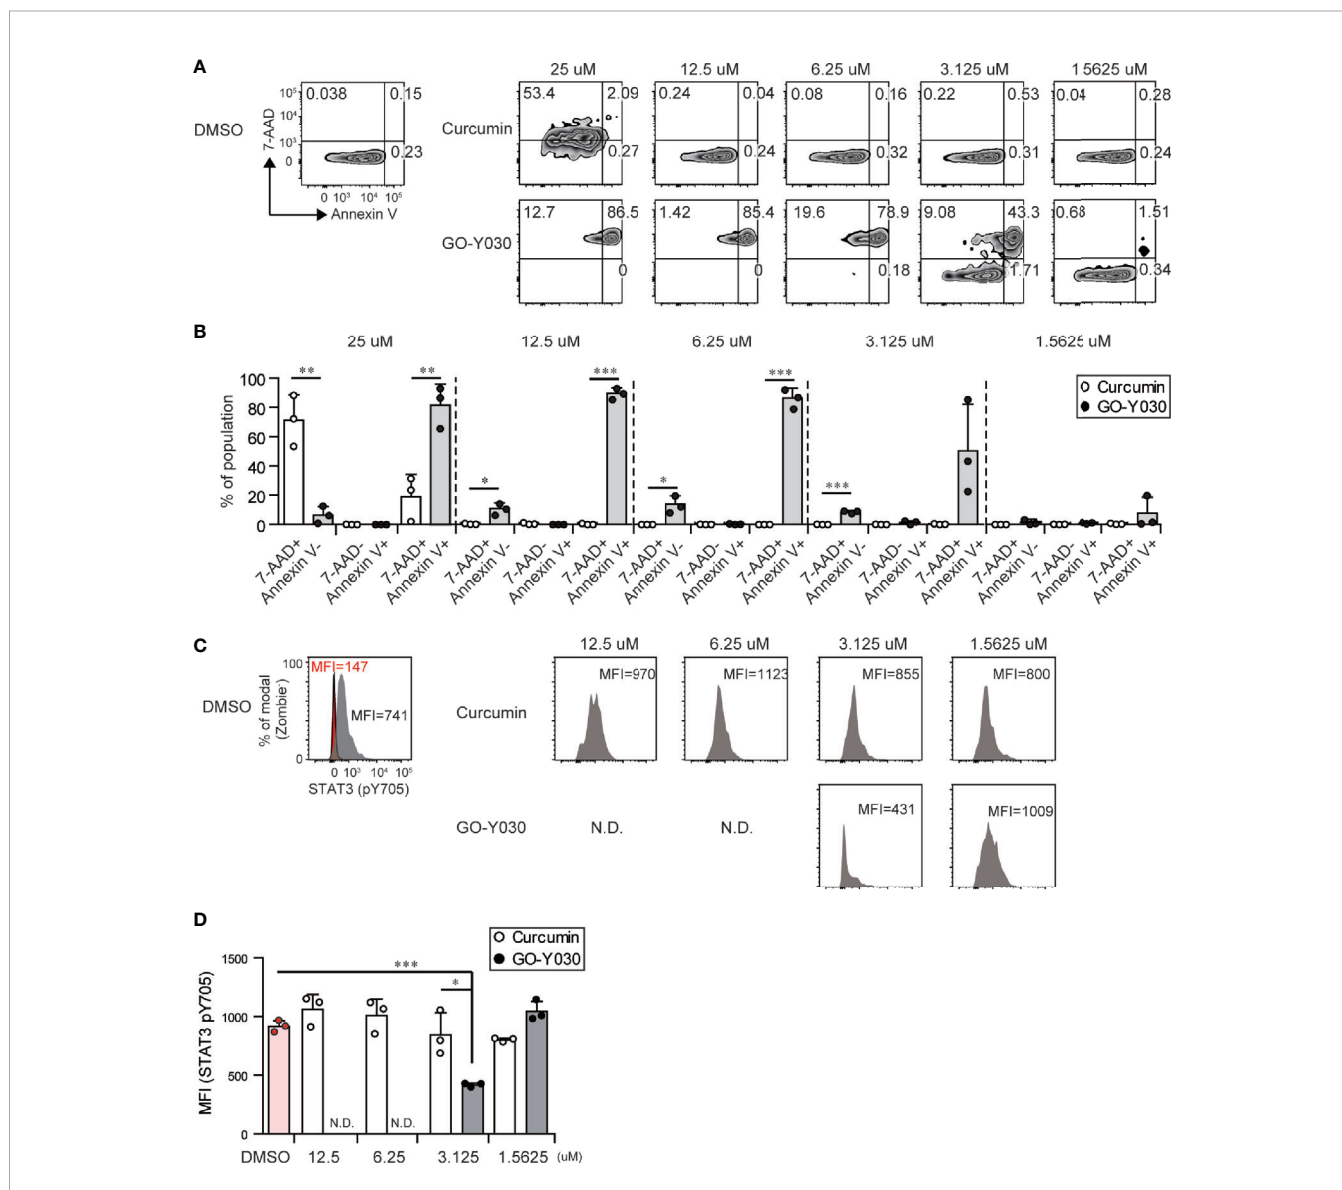 A
25 uM 12.5 uM 6.25 uM 3.125 uM 1.5625 uM
DMSO
7-AAD
10⁵
10⁴
10³
0
0.038 0.15
0.23
0 10³ 10⁴ 10⁵
Annexin V
Curcumin
53.4 2.09
0.27
0.24 0.04
0.24
0.08 0.16
0.32
0.22 0.53
0.31
0.04 0.28
0.24
GO-Y030
12.7 86.5
0
1.42 85.4
0
19.6 78.9
0.18
9.08 43.3
1.71
0.68 1.51
0.34
B
25 uM 12.5 uM 6.25 uM 3.125 uM 1.5625 uM
% of population
100
80
60
40
20
0
** ** * *** * *** ***
Curcumin
GO-Y030
7-AAD+ Annexin V-
7-AAD- Annexin V+
7-AAD+ Annexin V+
7-AAD+ Annexin V-
7-AAD- Annexin V+
7-AAD+ Annexin V+
7-AAD+ Annexin V-
7-AAD- Annexin V+
7-AAD+ Annexin V+
7-AAD+ Annexin V-
7-AAD- Annexin V+
7-AAD+ Annexin V+
7-AAD+ Annexin V-
7-AAD- Annexin V+
7-AAD+ Annexin V+
C
12.5 uM 6.25 uM 3.125 uM 1.5625 uM
DMSO
% of modal
(Zombie⁻)
100
0
MFI=147
MFI=741
0 10³ 10⁴ 10⁵
STAT3 (pY705)
Curcumin
MFI=970
MFI=1123
MFI=855
MFI=800
GO-Y030
N.D.
N.D.
MFI=431
MFI=1009
D
Curcumin
GO-Y030
MFI (STAT3 pY705)
1500
1000
500
0
***
*
N.D.
N.D.
DMSO 12.5 6.25 3.125 1.5625 (uM)